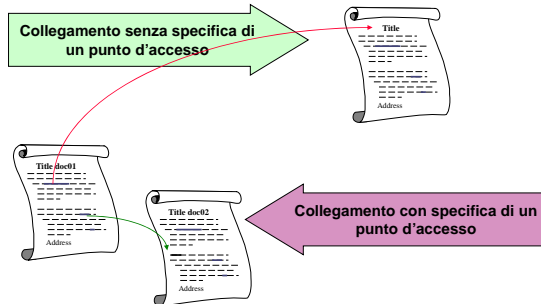 Collegamento senza specifica di
un punto d'accesso
Title
Address
Title doc01
Address
Title doc02
Address
Collegamento con specifica di un
punto d'accesso